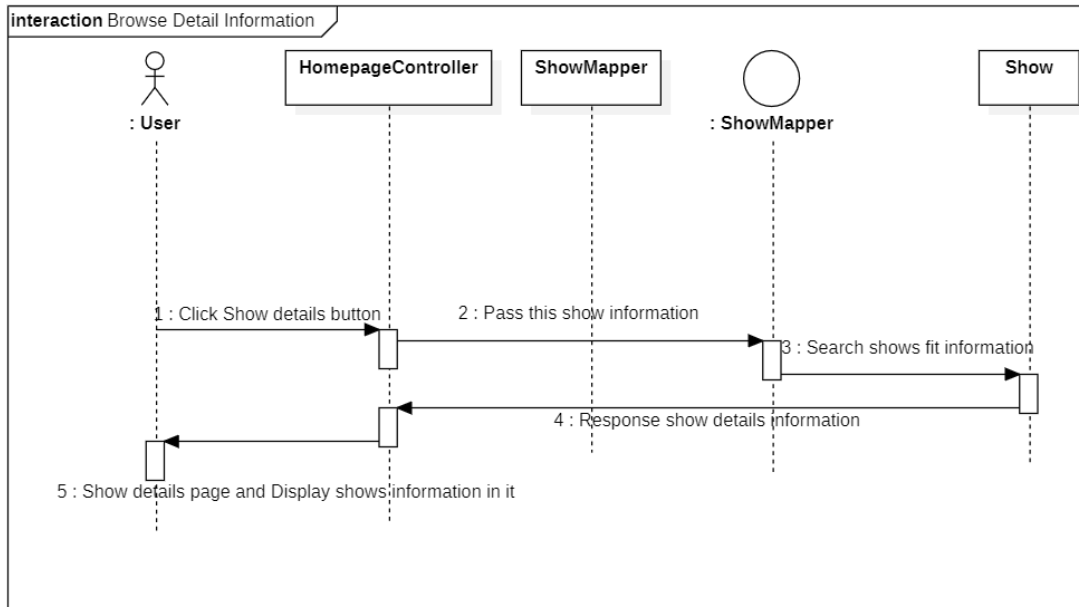 interaction Browse Detail Information
: User
HomepageController
ShowMapper
: ShowMapper
Show
1 : Click Show details button
2 : Pass this show information
3 : Search shows fit information
4 : Response show details information
5 : Show details page and Display shows information in it